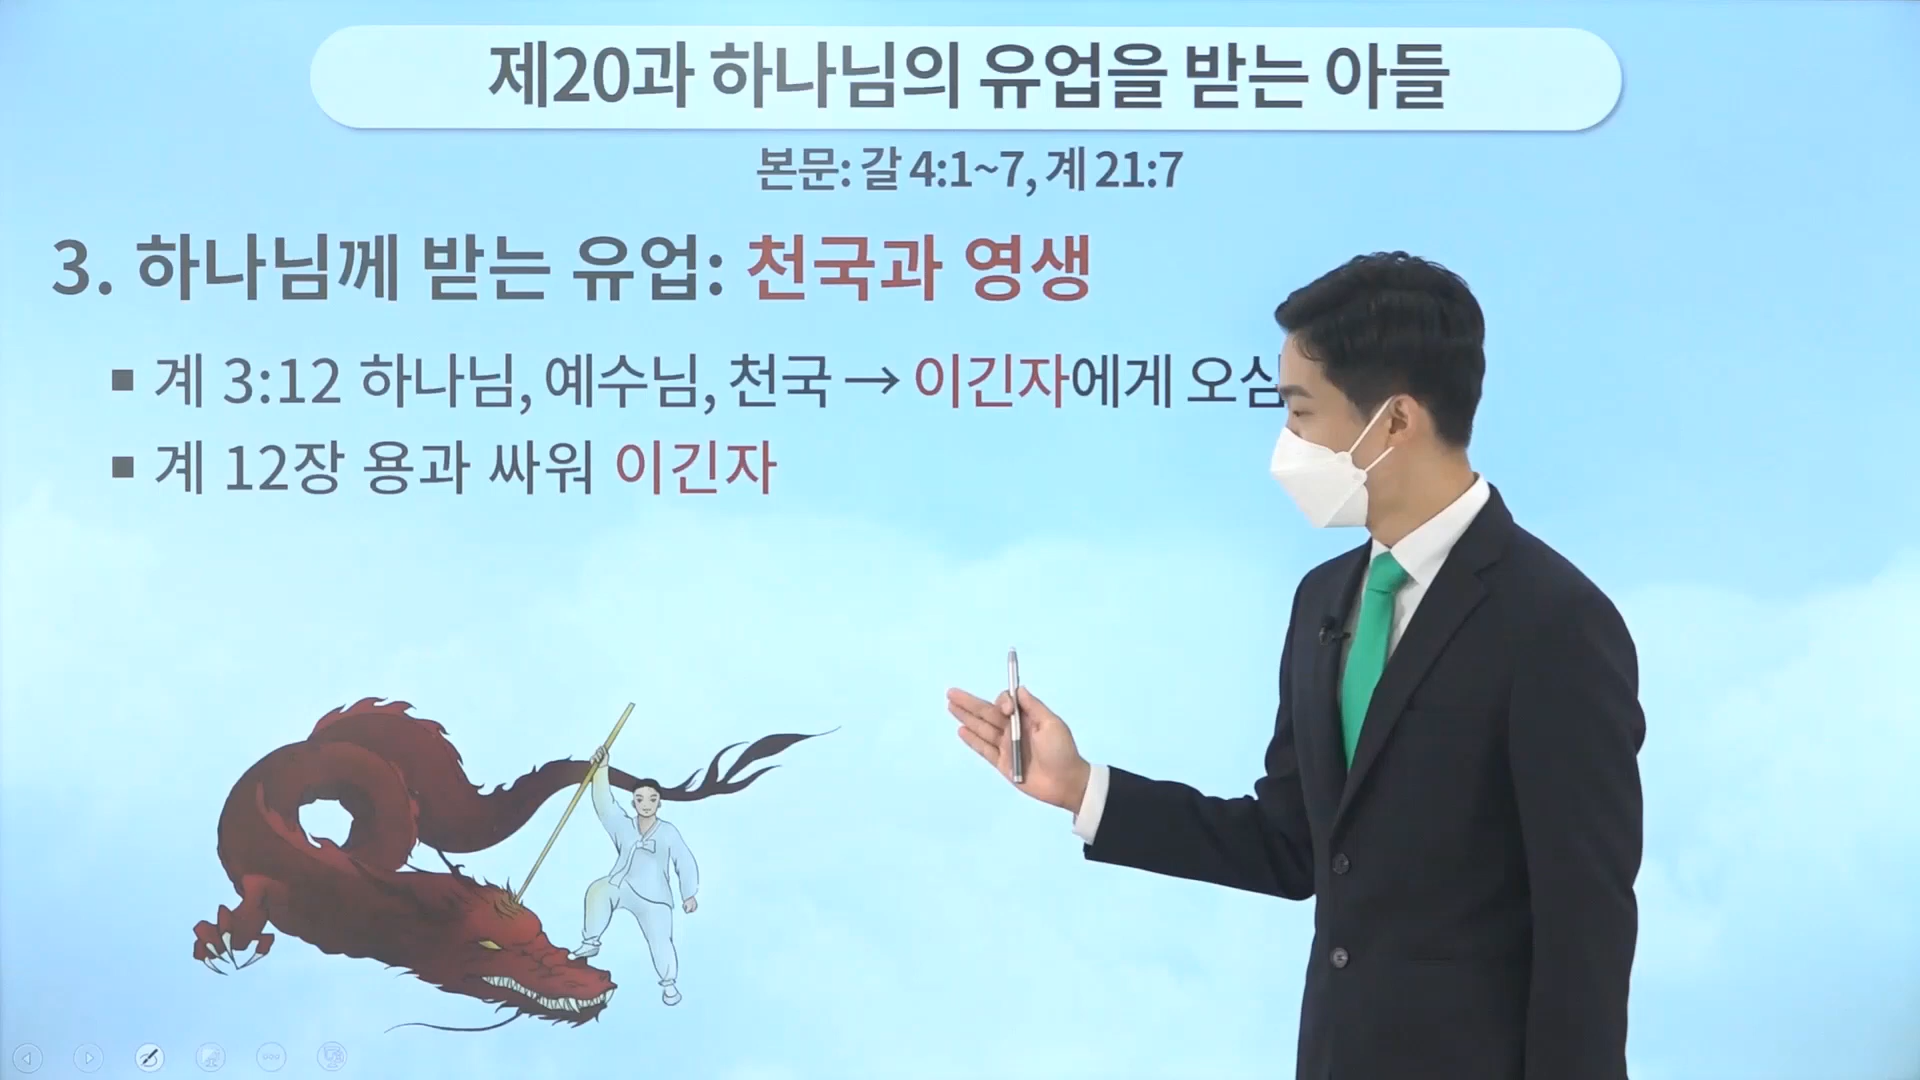 제20과 하나님의 유업을 받는 아들
본문: 갈 4:1~7, 계 21:7
3. 하나님께 받는 유업: 천국과 영생
▪ 계 3:12 하나님, 예수님, 천국 → 이긴자에게 오심
▪ 계 12장 용과 싸워 이긴자